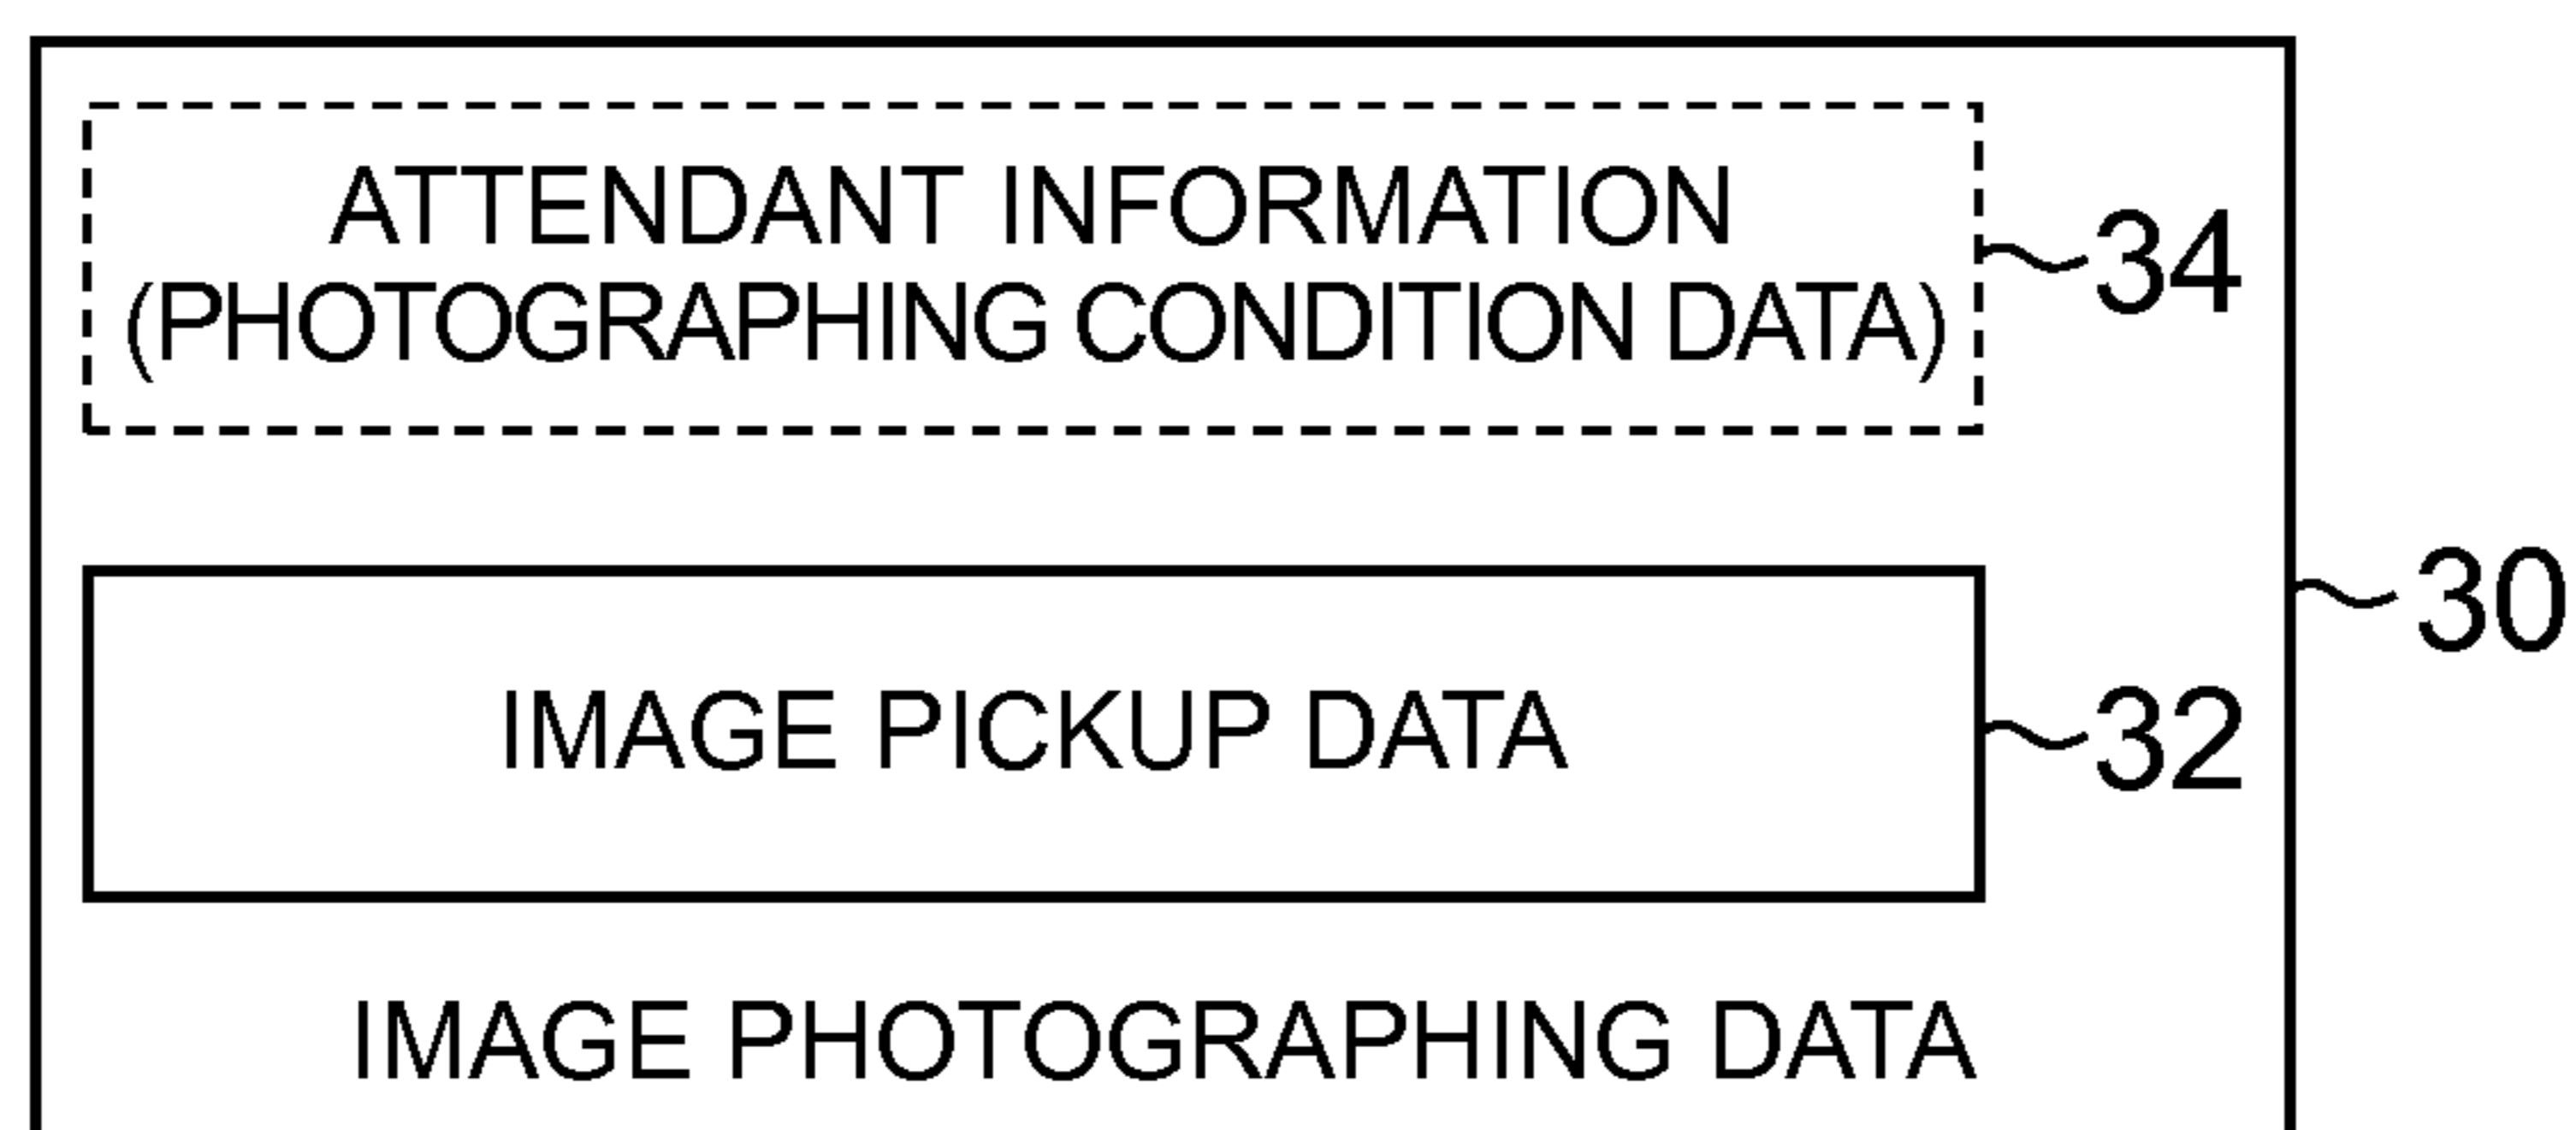 ATTENDANT INFORMATION
(PHOTOGRAPHING CONDITION DATA)
34
30
IMAGE PICKUP DATA
32
IMAGE PHOTOGRAPHING DATA